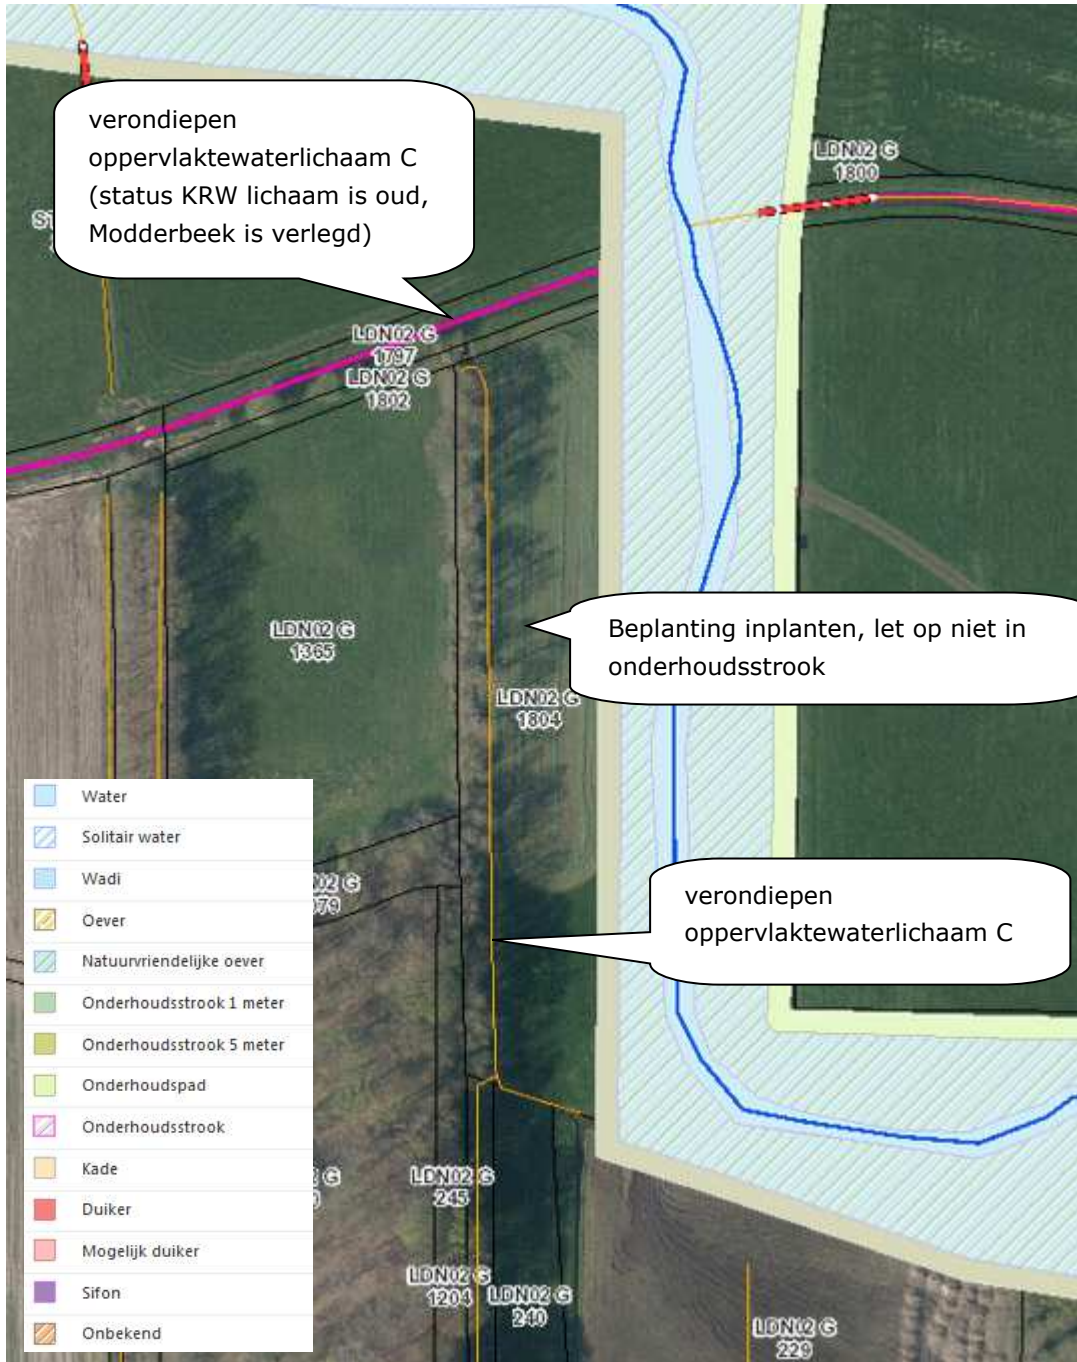 verondiepen
oppervlaktewaterlichaam C
(status KRW lichaam is oud,
Modderbeek is verlegd)
LDN02 G
1800
LDN02 G
1797
LDN02 G
1802
Beplanting inplanten, let op niet in
onderhoudsstrook
LDN02 G
1365
LDN02 G
1804
verondiepen
oppervlaktewaterlichaam C
Water
Solitair water
Wadi
Oever
Natuurvriendelijke oever
Onderhoudsstrook 1 meter
Onderhoudsstrook 5 meter
Onderhoudspad
Onderhoudsstrook
Kade
Duiker
Mogelijk duiker
Sifon
Onbekend
LDN02 G
245
LDN02 G
1204
LDN02 G
240
LDN02 G
229